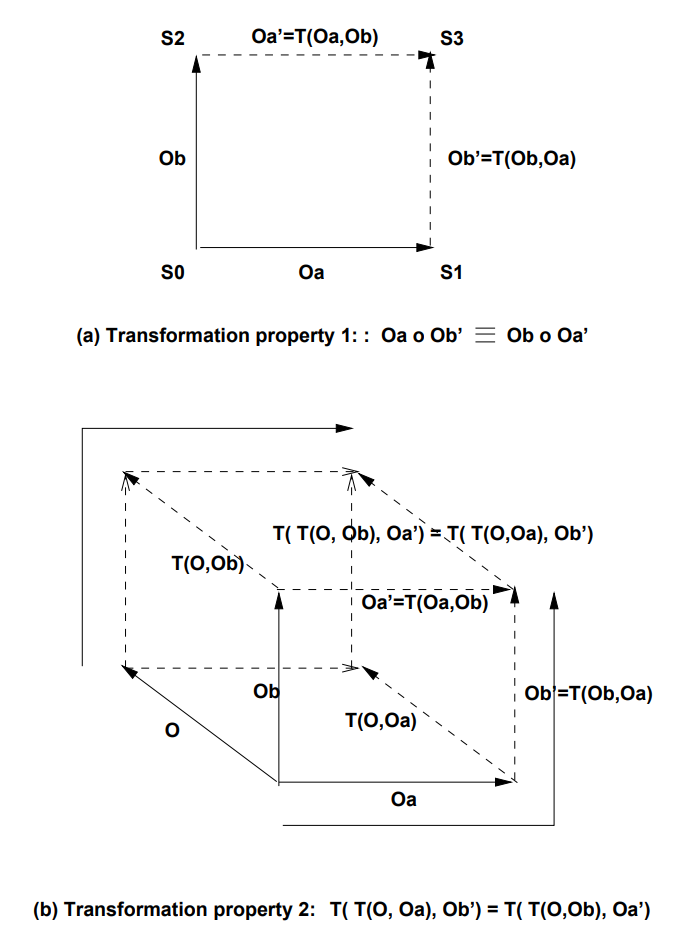 S2 Oa’=T(Oa,Ob) S3
Ob Ob’=T(Ob,Oa)
S0 Oa S1
(a) Transformation property 1: : Oa o Ob’ ≡ Ob o Oa’
T( T(O, Ob), Oa’) = T( T(O,Oa), Ob’)
T(O,Ob)
Oa’=T(Oa,Ob)
Ob Ob’=T(Ob,Oa)
T(O,Oa)
O
Oa
(b) Transformation property 2: T( T(O, Oa), Ob’) = T( T(O,Ob), Oa’)